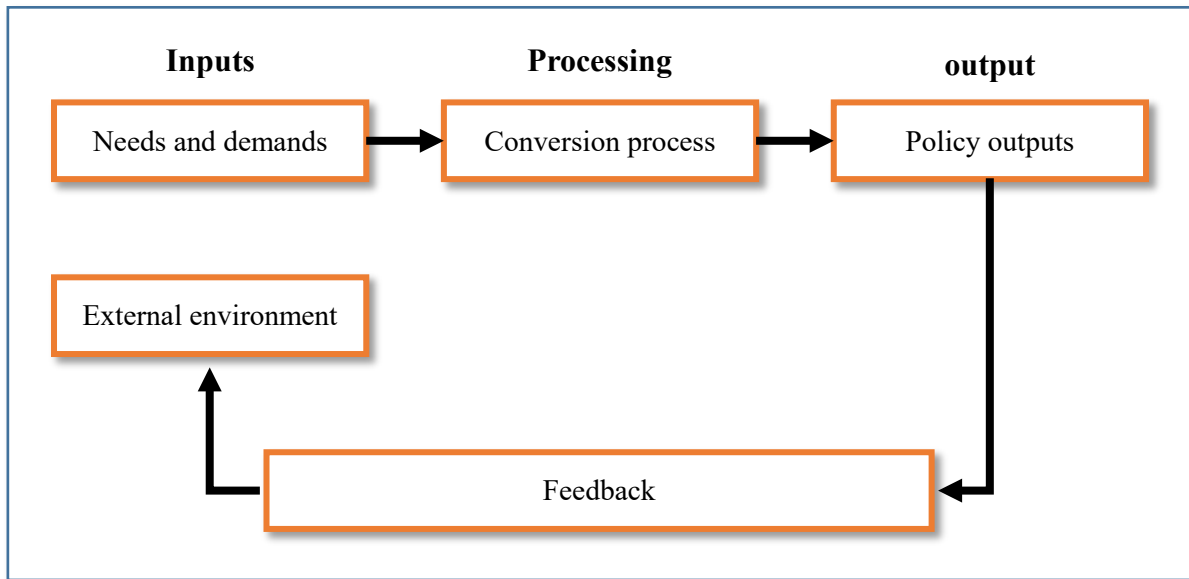 Inputs
Processing
output
Needs and demands
Conversion process
Policy outputs
External environment
Feedback